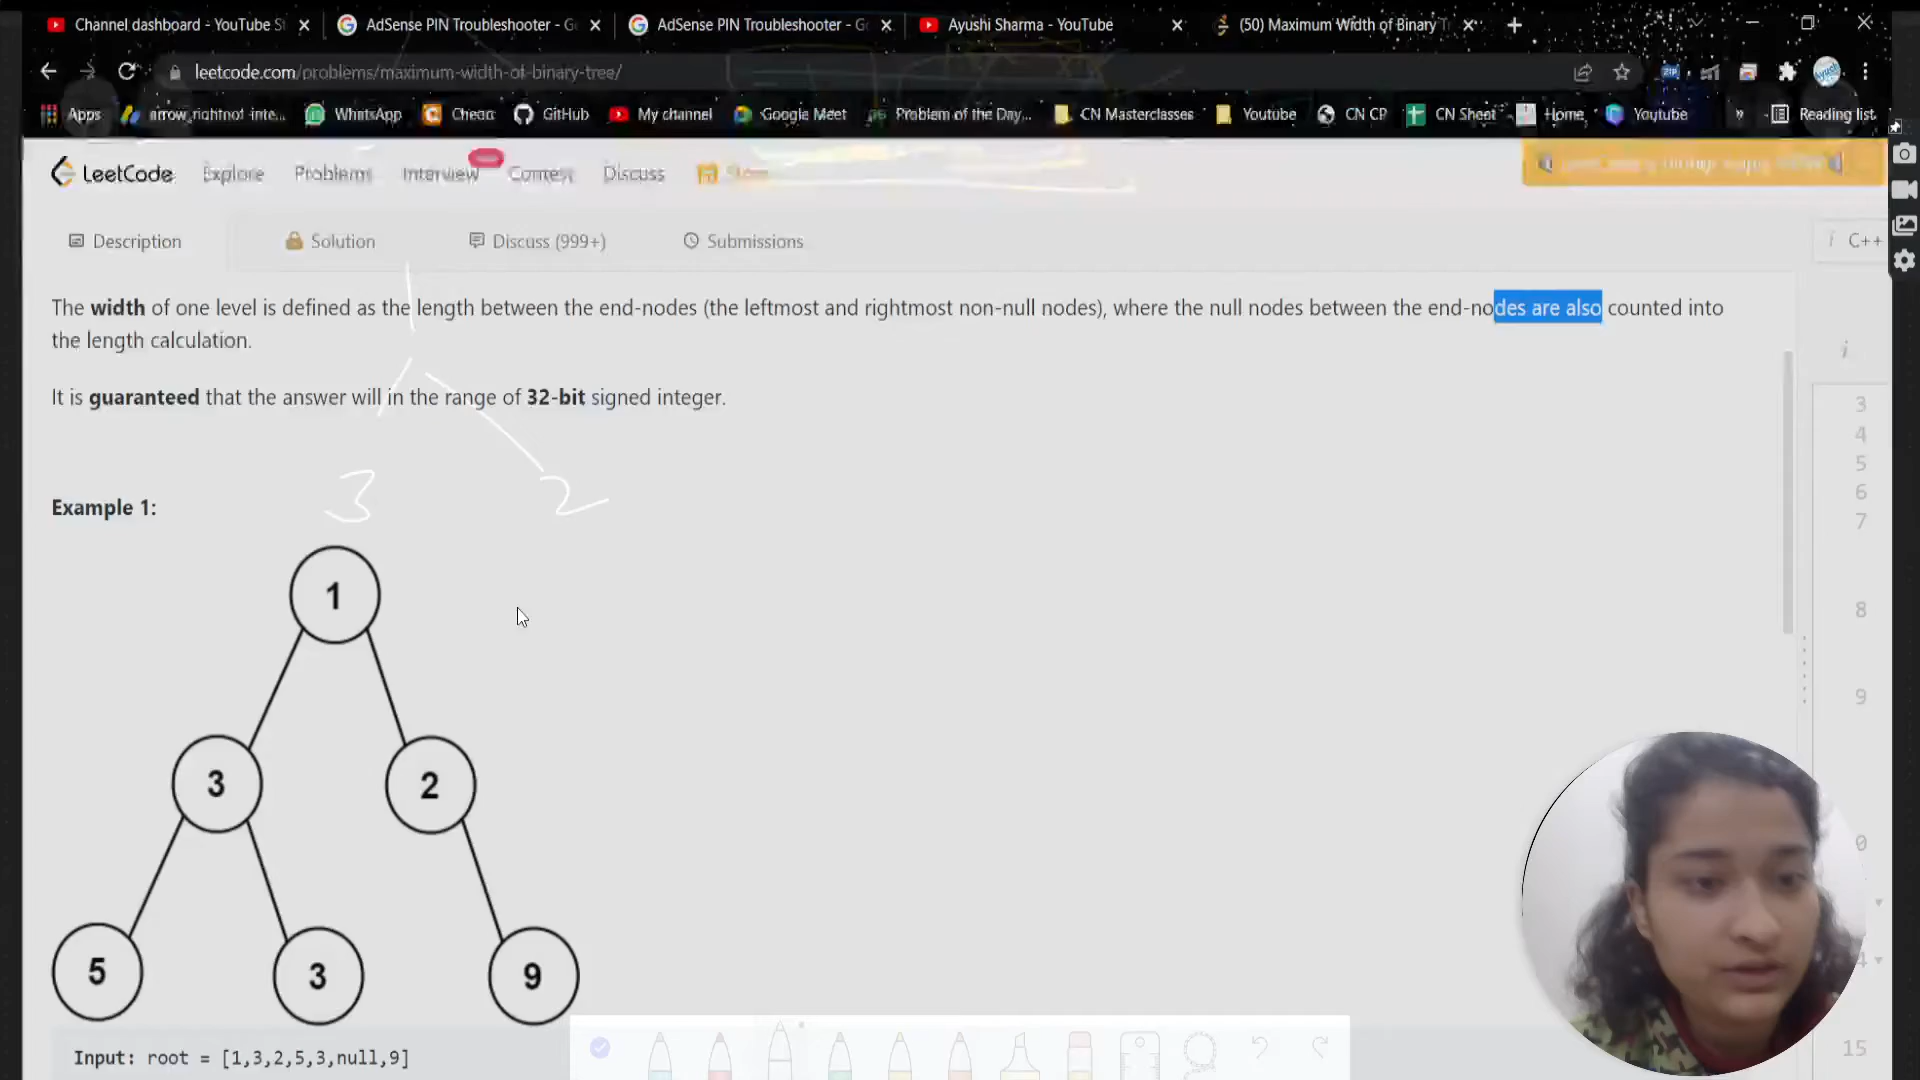 Channel dashboard - YouTube St
AdSense PIN Troubleshooter - Go
AdSense PIN Troubleshooter - Go
Ayushi Sharma - YouTube
(50) Maximum Width of Binary Tr
leetcode.com/problems/maximum-width-of-binary-tree/
Apps
WhatsApp
GitHub
My channel
Google Meet
Problem of the Day...
CN Masterclasses
Youtube
CN CP
CN Sheet
Home
Youtube
»
Reading list
LeetCode
Explore
Problems
Interview
Contest
Discuss
Store
Description
Solution
Discuss (999+)
Submissions
i C++
The width of one level is defined as the length between the end-nodes (the leftmost and rightmost non-null nodes), where the null nodes between the end-nodes are also counted into
the length calculation.
It is guaranteed that the answer will in the range of 32-bit signed integer.
3 2
Example 1:
1
3 2
5 3 9
Input: root = [1,3,2,5,3,null,9]
i
3
4
5
6
7
8
9
0
4
15